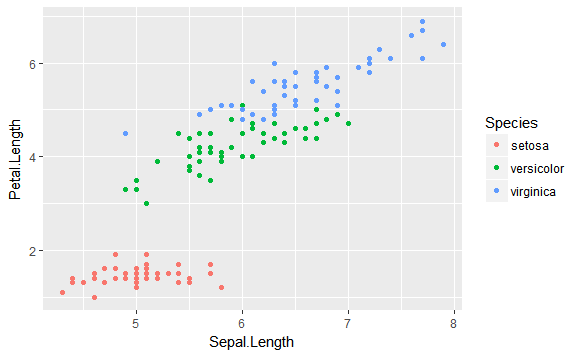 6
4
2
Petal.Length
5 6 7 8
Sepal.Length
Species
setosa
versicolor
virginica